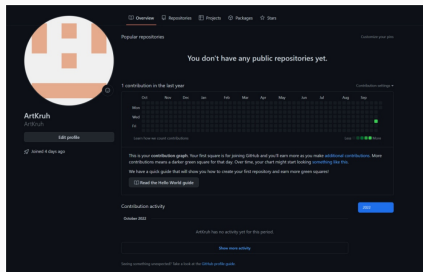 Overview
Repositories
Projects
Packages
Stars
Popular repositories
Customize your pins
You don't have any public repositories yet.
1 contribution in the last year
Contribution settings
Oct Nov Dec Jan Feb Mar Apr May Jun Jul Aug Sep
Mon
Wed
Fri
Learn how we count contributions
Less More
ArtKruh
ArtKruh
Edit profile
Joined 4 days ago
This is your contribution graph. Your first square is for joining GitHub and you'll earn more as you make additional contributions. More
contributions means a darker green square for that day. Over time, your chart might start looking something like this.
We have a quick guide that will show you how to create your first repository and earn more green squares!
Read the Hello World guide
Contribution activity
2022
October 2022
ArtKruh has no activity yet for this period.
Show more activity
Seeing something unexpected? Take a look at the GitHub profile guide.